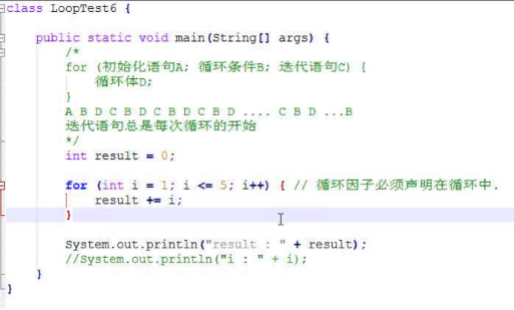 class LoopTest6 {
public static void main(String[] args) {
/*
for (初始化语句A; 循环条件B; 迭代语句C) {
循环体D;
}
A B D C B D C B D C B D .... C B D ...B
迭代语句总是每次循环的开始
*/
int result = 0;
for (int i = 1; i <= 5; i++) { // 循环因子必须声明在循环中.
result += i;
}
System.out.println("result : " + result);
//System.out.println("i : " + i);
}
}